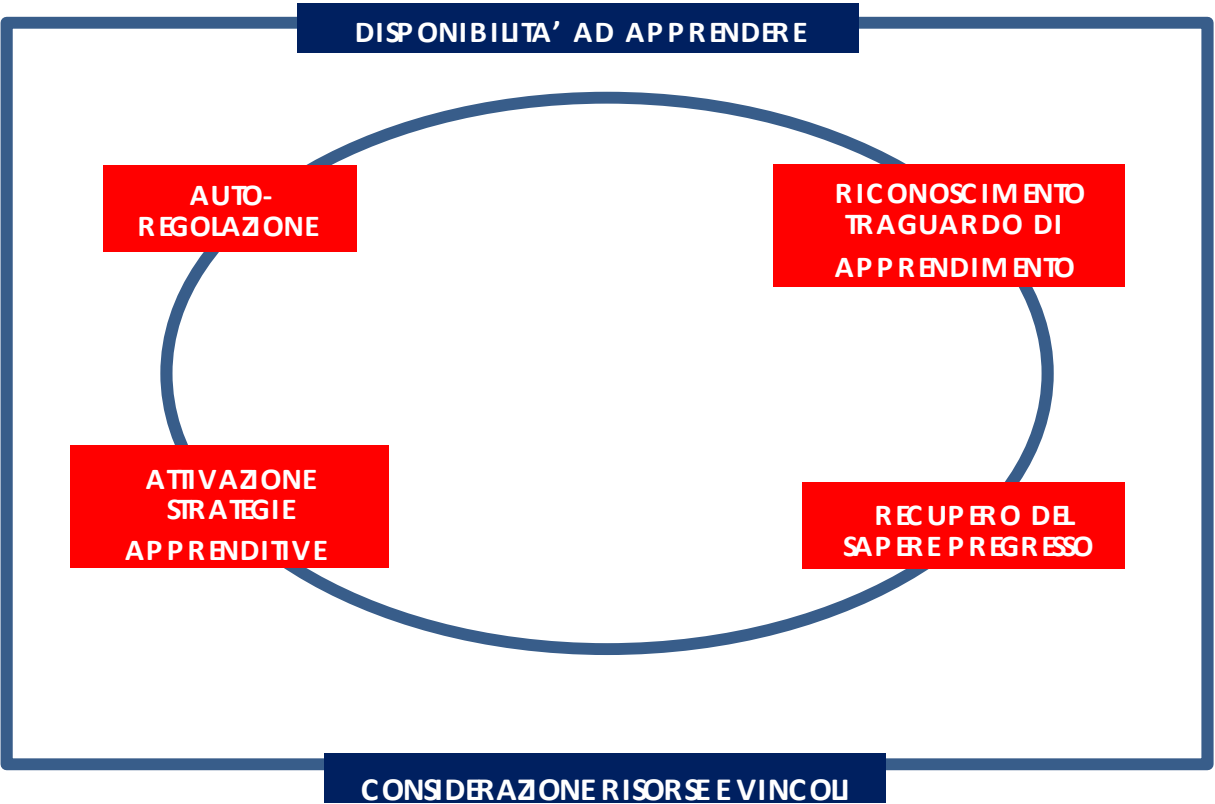 DISPONIBILITA’ AD APPRENDERE
AUTO-
REGOLAZIONE
RICONOSCIMENTO
TRAGUARDO DI
APPRENDIMENTO
ATTIVAZIONE
STRATEGIE
APPRENDITIVE
RECUPERO DEL
SAPERE PREGRESSO
CONSIDERAZIONE RISORSE E VINCOLI